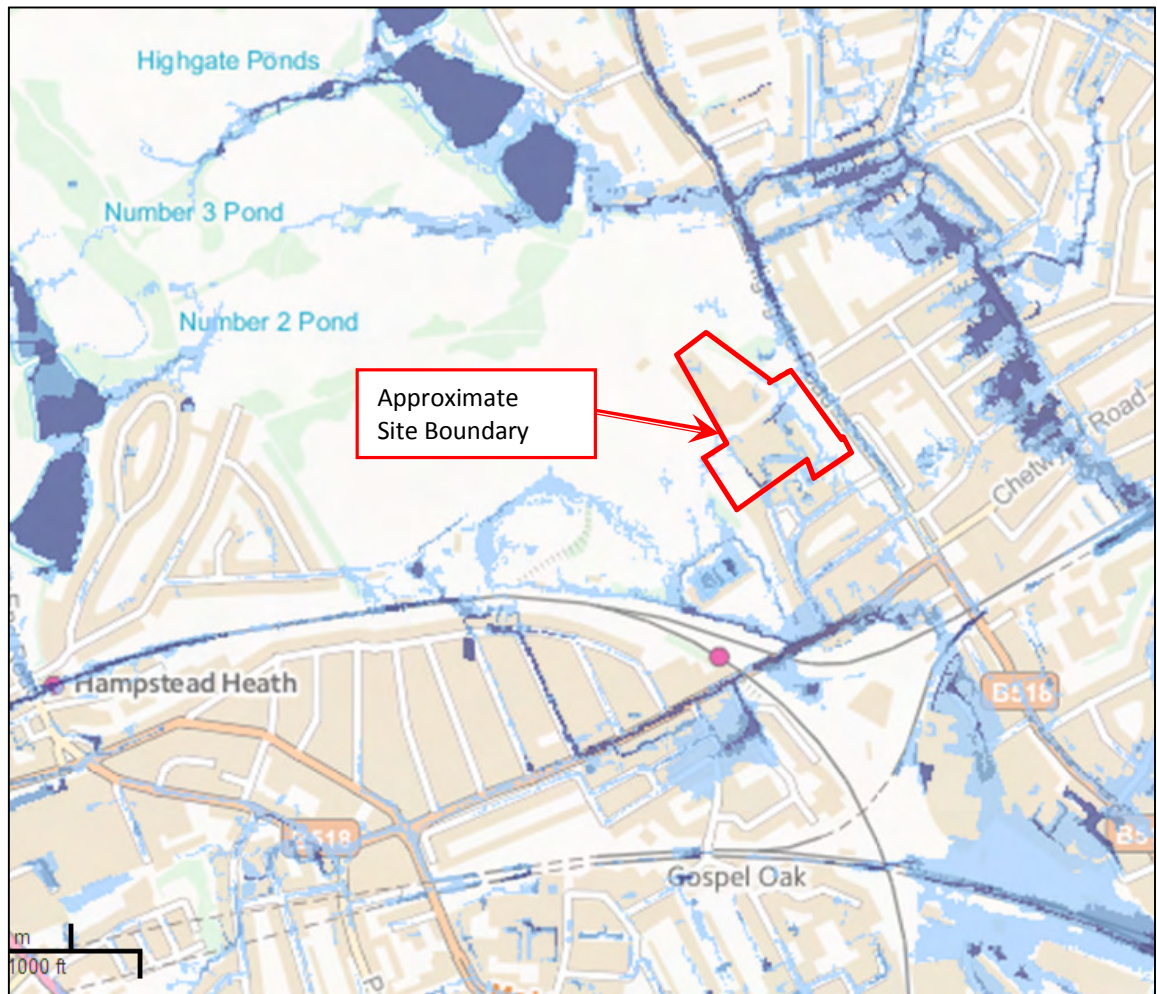 Highgate Ponds
Number 3 Pond
Number 2 Pond
Approximate
Site Boundary
Road
Hampstead Heath
B518
B518
Gospel Oak
m
1000 ft